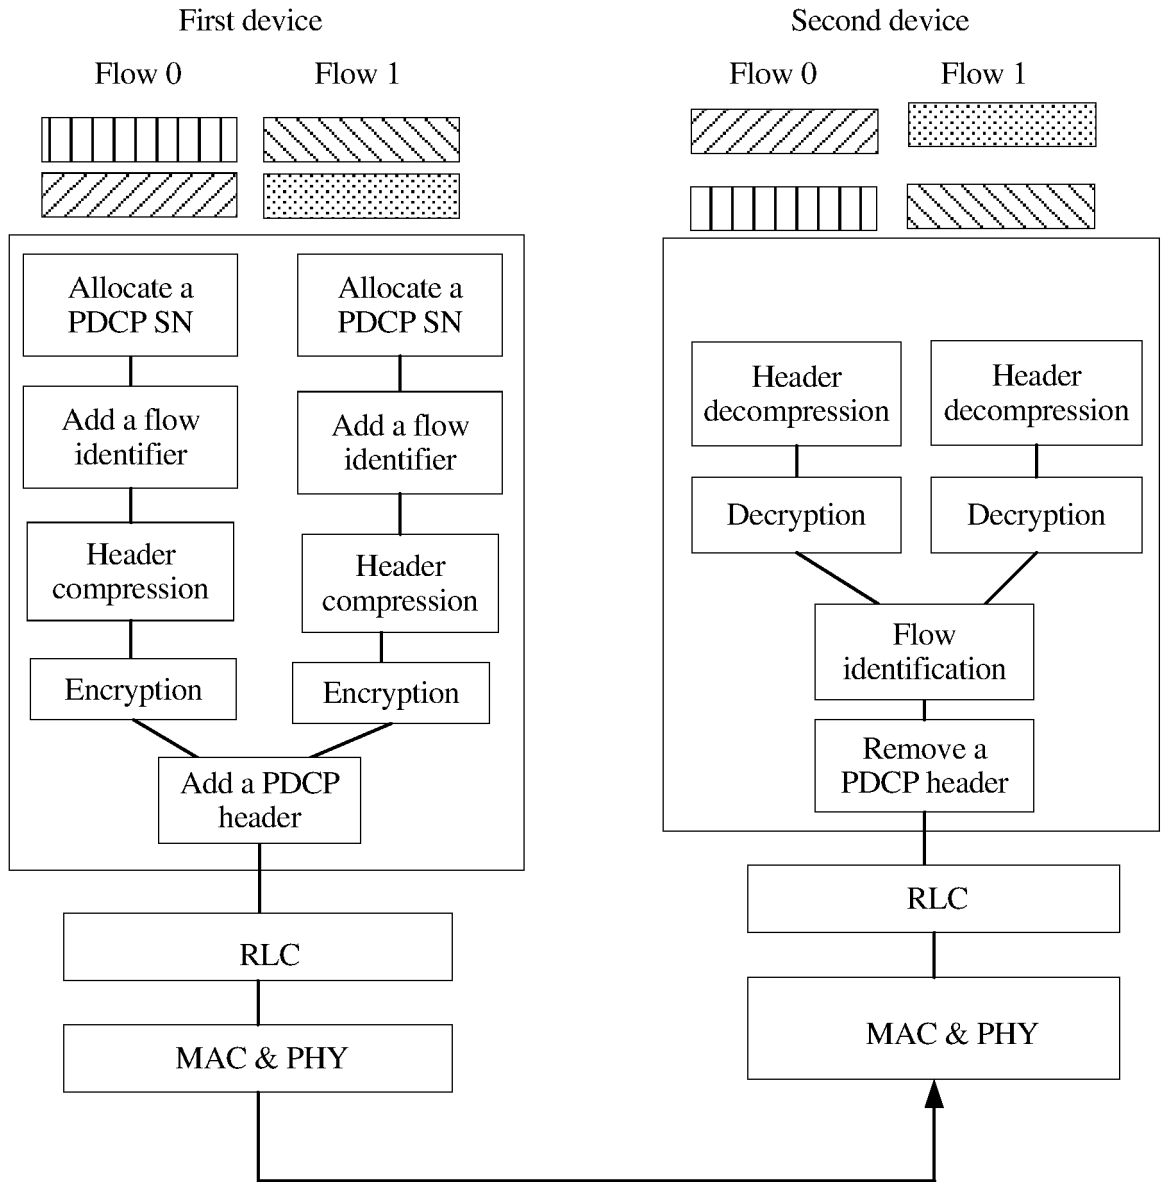 First device
Flow 0
Flow 1
Allocate a
PDCP SN
Allocate a
PDCP SN
Add a flow
identifier
Add a flow
identifier
Header
compression
Header
compression
Encryption
Encryption
Add a PDCP
header
RLC
MAC & PHY
Second device
Flow 0
Flow 1
Header
decompression
Header
decompression
Decryption
Decryption
Flow
identification
Remove a
PDCP header
RLC
MAC & PHY